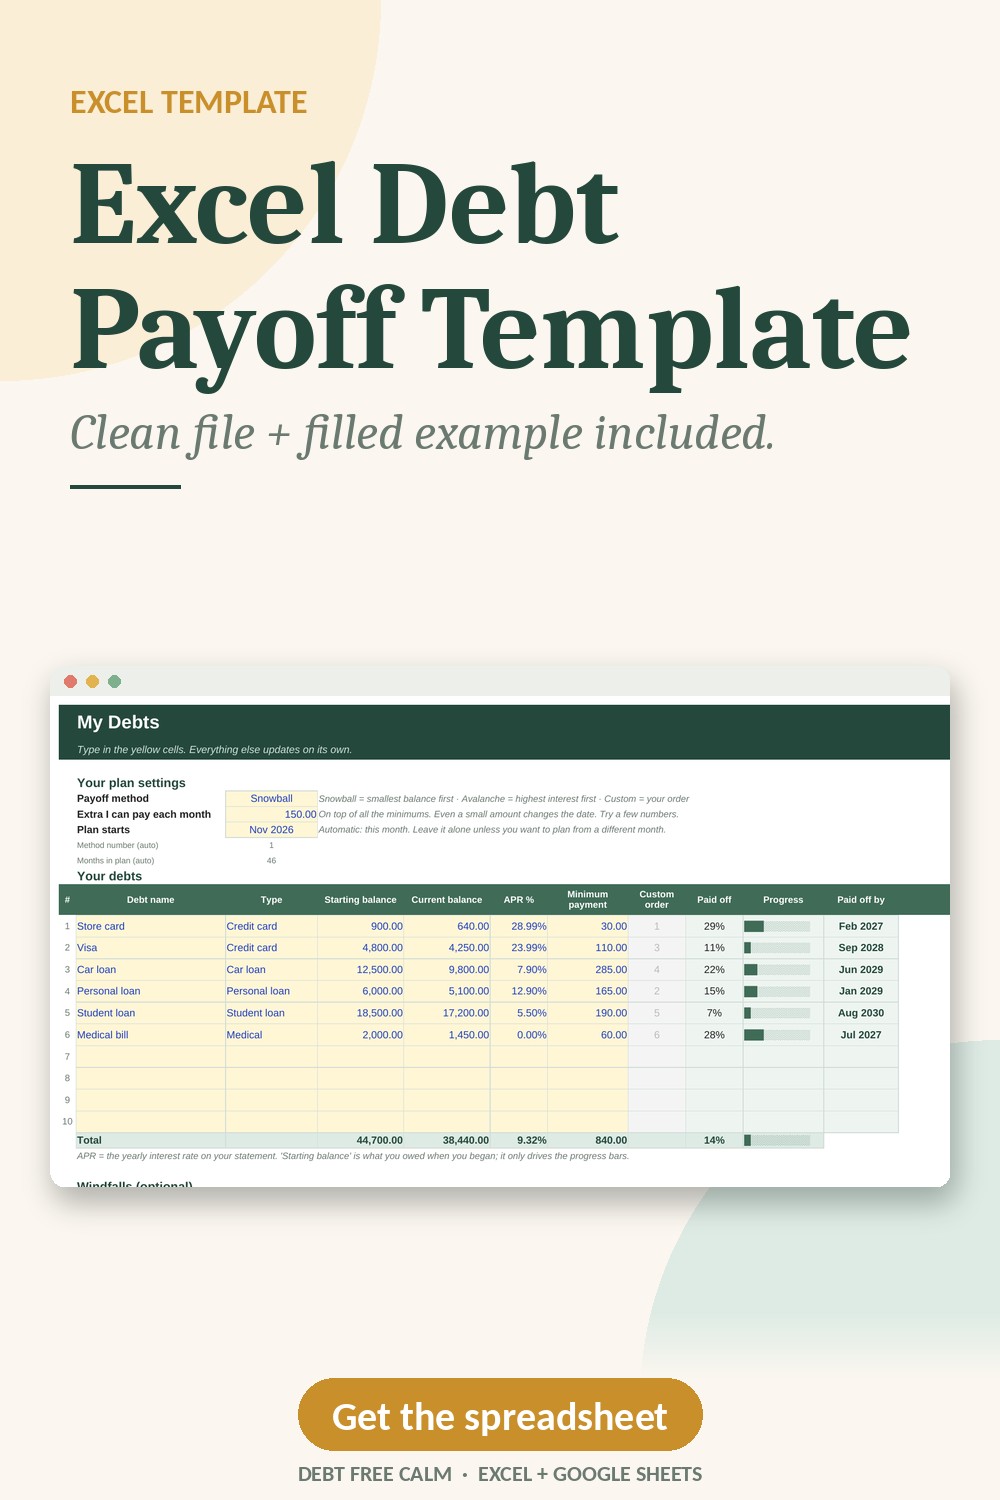 EXCEL TEMPLATE
Excel Debt
Payoff Template
Clean file + filled example included.
My Debts
Type in the yellow cells. Everything else updates on its own.
Your plan settings
Payoff method Snowball Snowball = smallest balance first · Avalanche = highest interest first · Custom = your order
Extra I can pay each month 150.00 On top of all the minimums. Even a small amount changes the date. Try a few numbers.
Plan starts Nov 2026 Automatic: this month. Leave it alone unless you want to plan from a different month.
Method number (auto) 1
Months in plan (auto) 46
Your debts
# Debt name Type Starting balance Current balance APR % Minimum payment Custom order Paid off Progress Paid off by
1 Store card Credit card 900.00 640.00 28.99% 30.00 1 29% Feb 2027
2 Visa Credit card 4,800.00 4,250.00 23.99% 110.00 3 11% Sep 2028
3 Car loan Car loan 12,500.00 9,800.00 7.90% 285.00 4 22% Jun 2029
4 Personal loan Personal loan 6,000.00 5,100.00 12.90% 165.00 2 15% Jan 2029
5 Student loan Student loan 18,500.00 17,200.00 5.50% 190.00 5 7% Aug 2030
6 Medical bill Medical 2,000.00 1,450.00 0.00% 60.00 6 28% Jul 2027
7
8
9
10
Total 44,700.00 38,440.00 9.32% 840.00 14%
APR = the yearly interest rate on your statement. 'Starting balance' is what you owed when you began; it only drives the progress bars.
Windfalls (optional)
Get the spreadsheet
DEBT FREE CALM · EXCEL + GOOGLE SHEETS